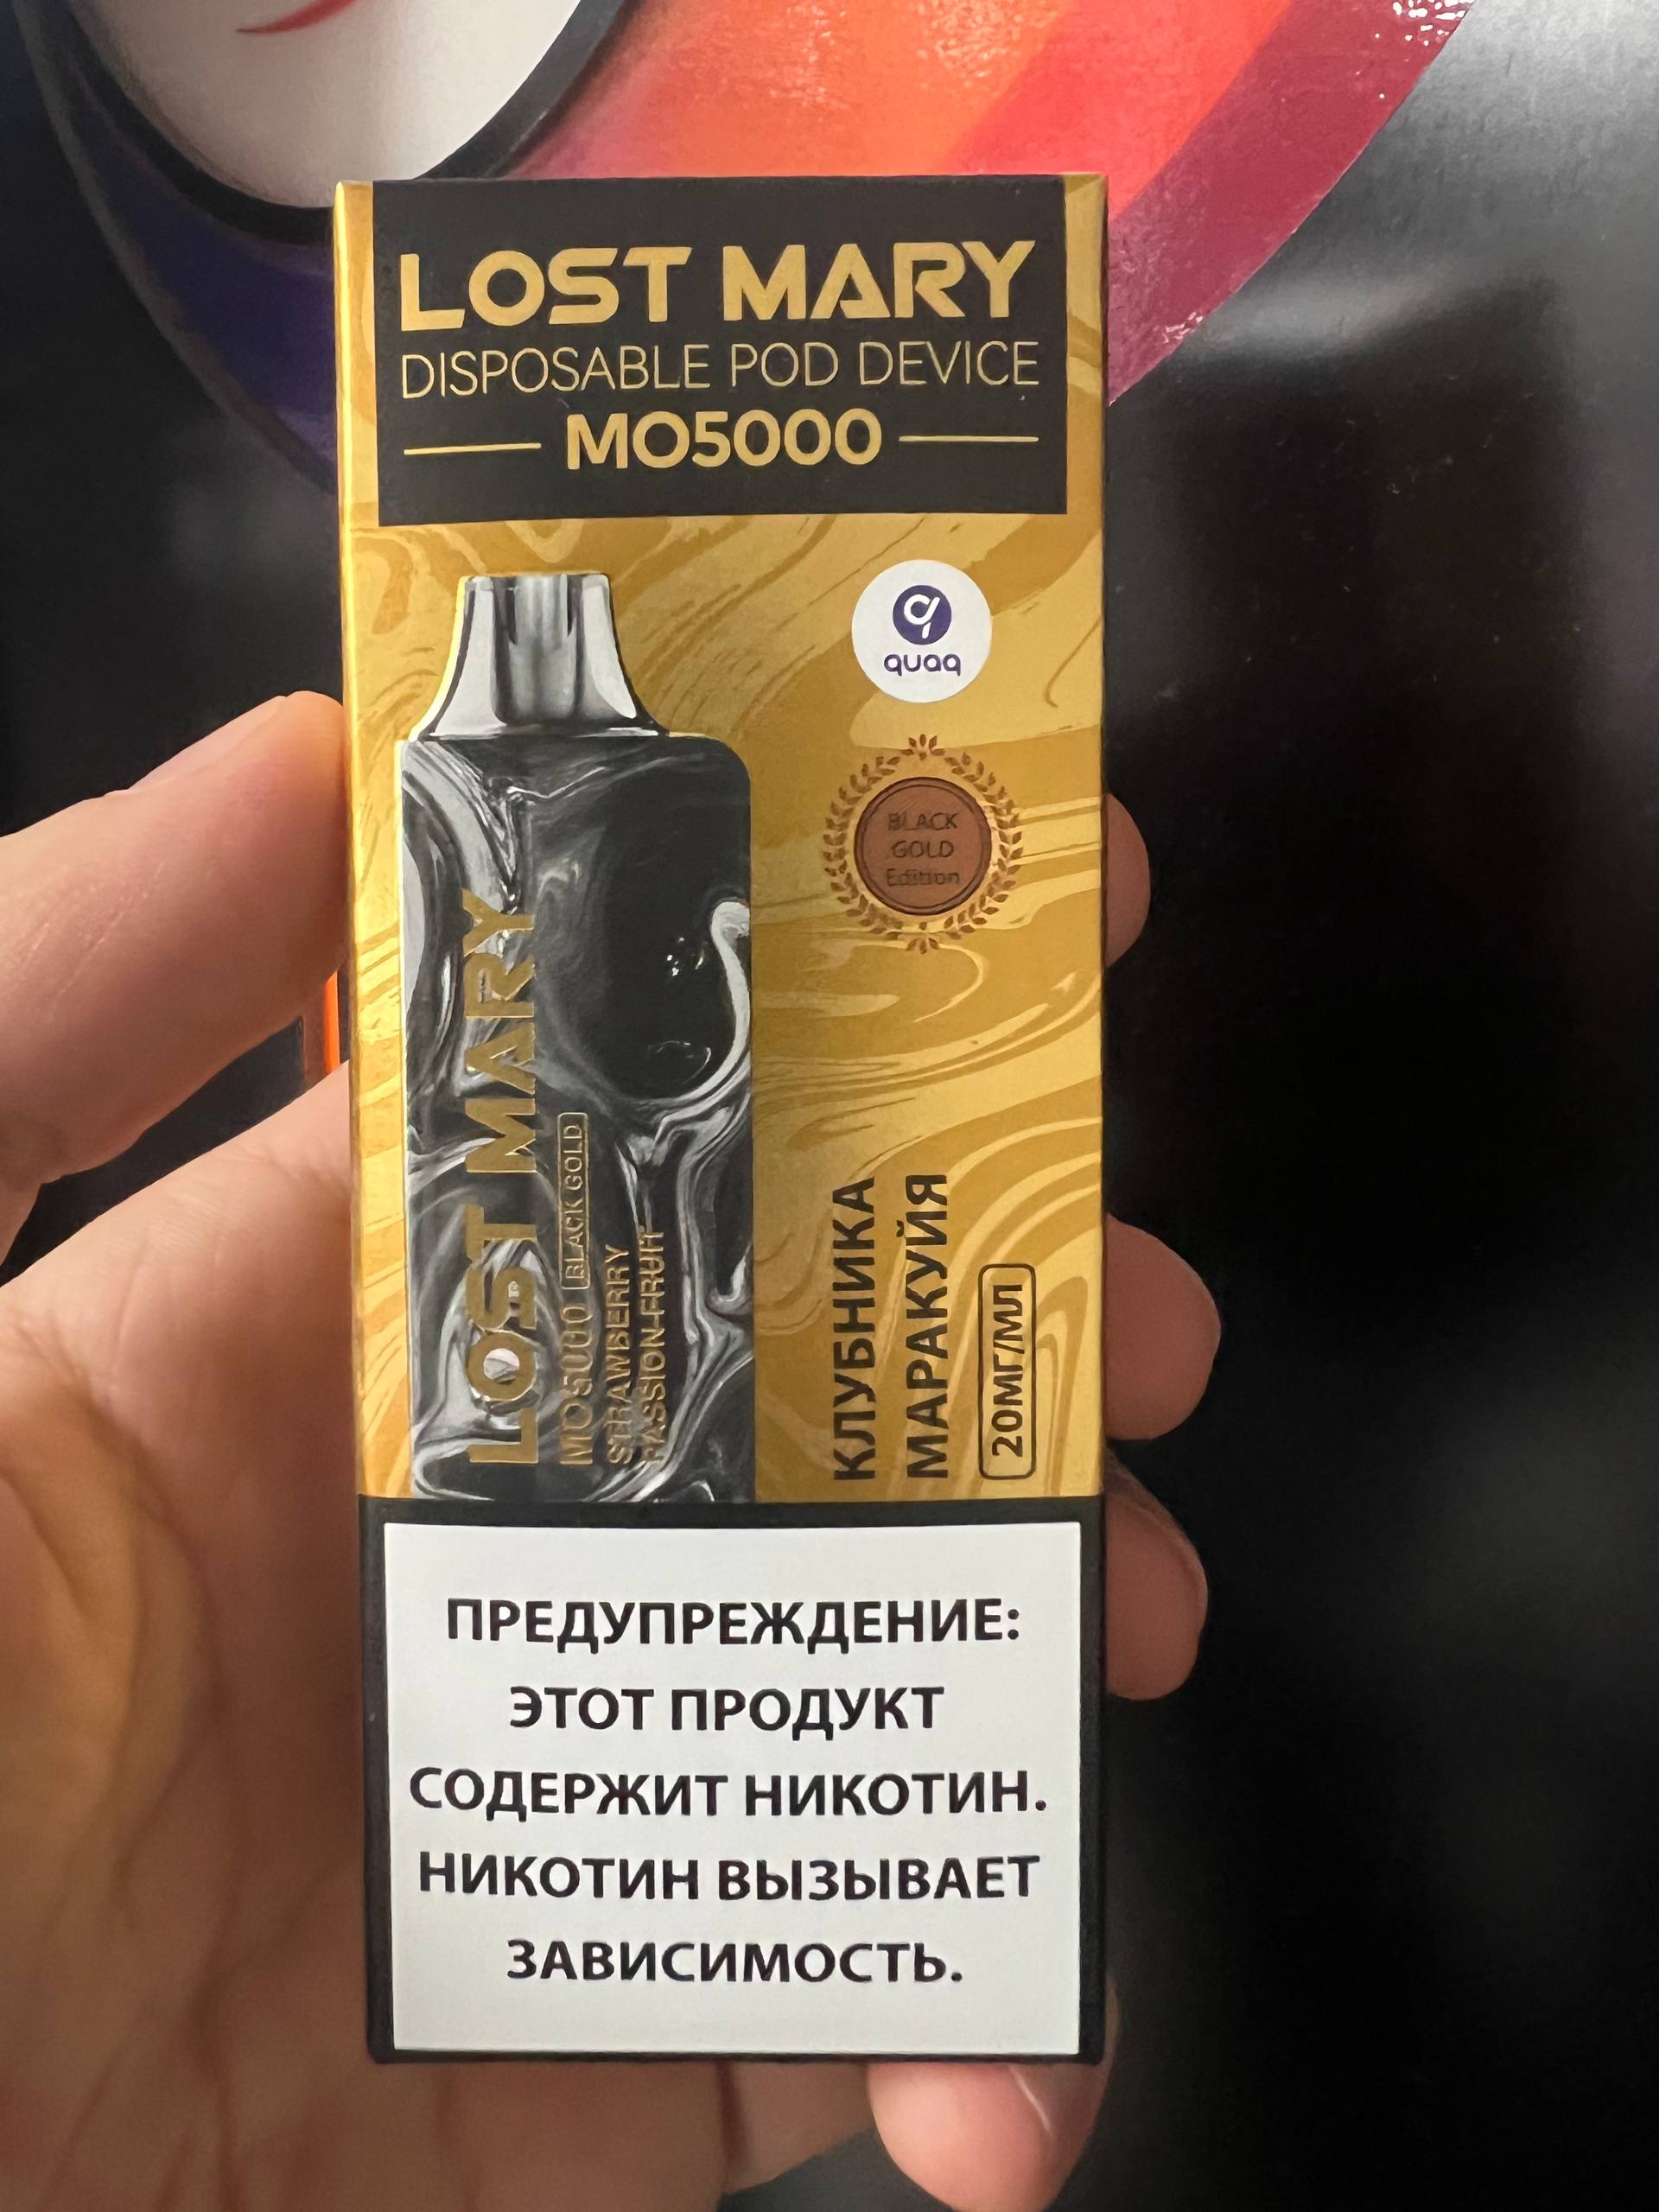 LOST MARY
DISPOSABLE POD DEVICE
MO5000
quaq
BLACK
GOLD
Edition
LOST MARY
MO5000 BLACK GOLD
STRAWBERRY
PASSION FRUIT
КЛУБНИКА
МАРАКУЙЯ
20МГ/МЛ
ПРЕДУПРЕЖДЕНИЕ:
ЭТОТ ПРОДУКТ
СОДЕРЖИТ НИКОТИН.
НИКОТИН ВЫЗЫВАЕТ
ЗАВИСИМОСТЬ.